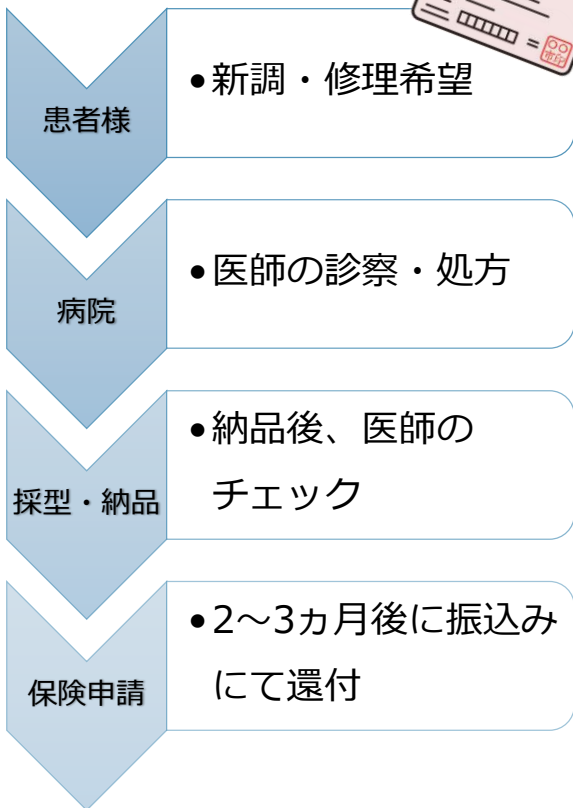 患者様
•新調・修理希望
病院
•医師の診察・処方
採型・納品
•納品後、医師の
チェック
保険申請
•2～3ヵ月後に振込み
にて還付